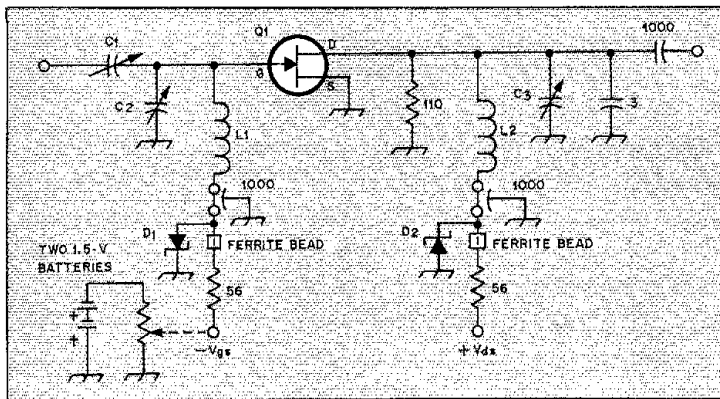 C1
Q1
D
G
S
1000
C2
L1
110
L2
C3
3
1000
1000
D1
FERRITE BEAD
D2
FERRITE BEAD
TWO 1.5-V
BATTERIES
56
56
+
+
-Vgs
+Vds